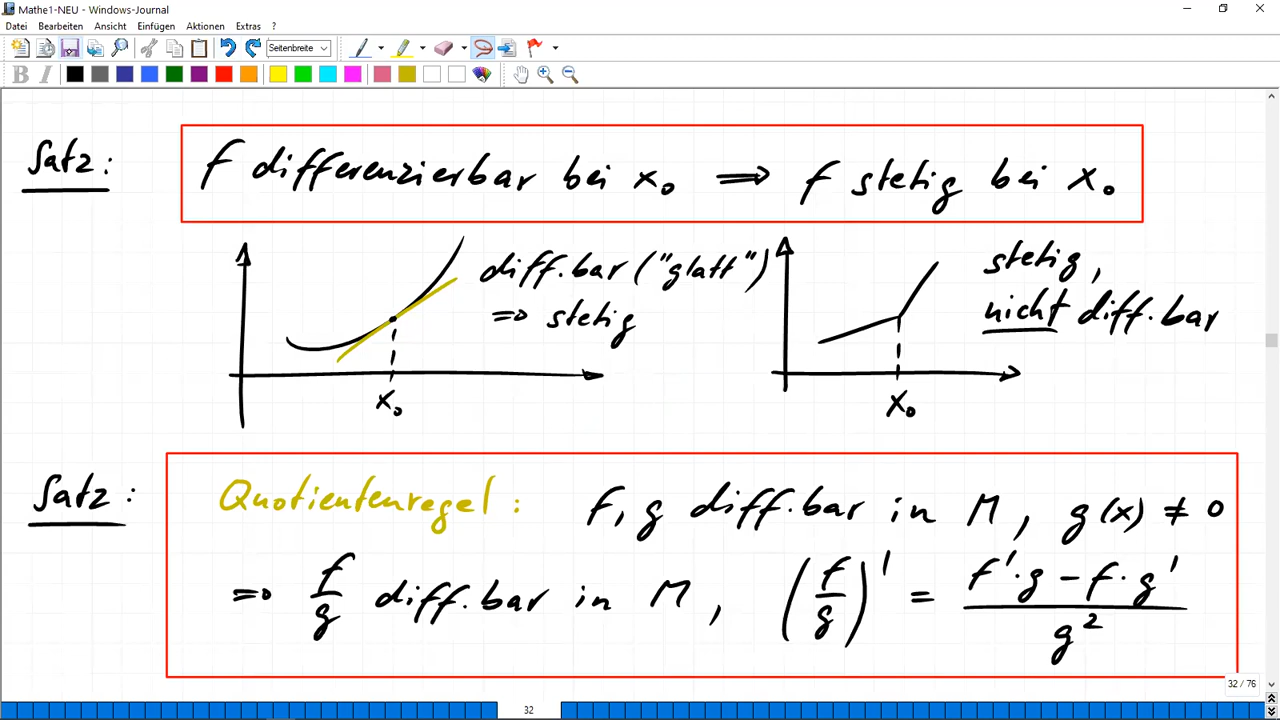 Mathe1-NEU - Windows-Journal
Datei Bearbeiten Ansicht Einfügen Aktionen Extras ?
Seitenbreite
B I
Satz: f differenzierbar bei x₀ ⟹ f stetig bei x₀
diff.bar ("glatt")
⇒ stetig
x₀
stetig,
nicht diff.bar
x₀
Satz: Quotientenregel: f, g diff.bar in M, g(x) ≠ 0
⇒ f/g diff.bar in M, (f/g)' = (f'·g − f·g')/g²
32 / 76
32